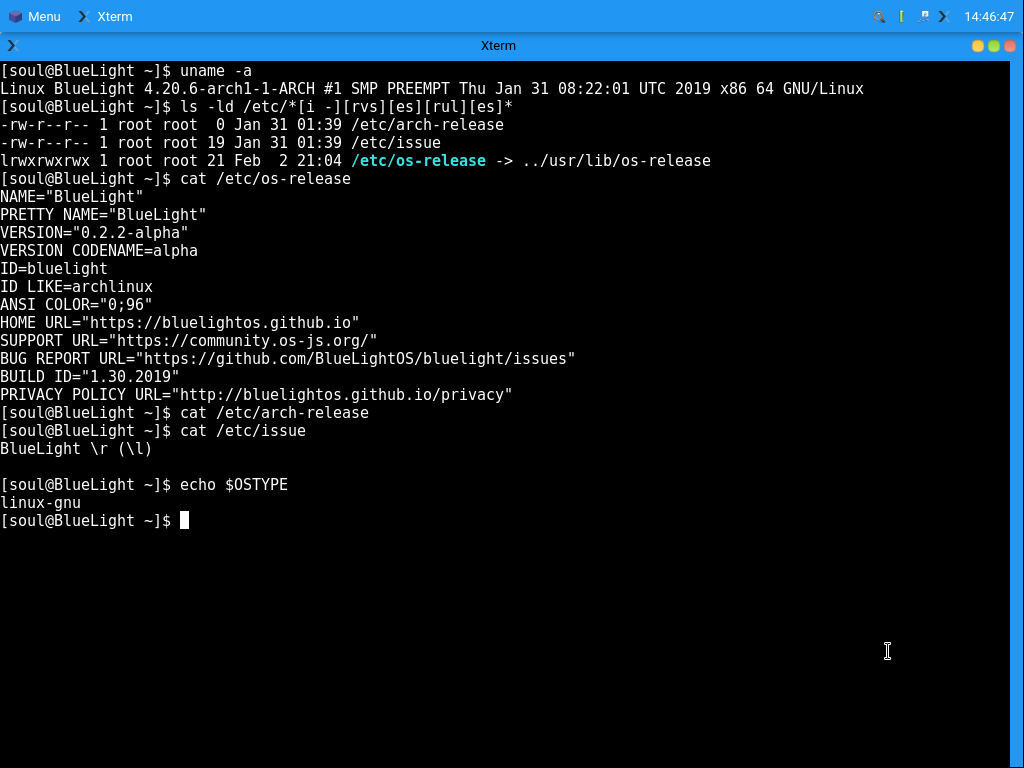 Menu Xterm 14:46:47
Xterm
[soul@BlueLight ~]$ uname -a
Linux BlueLight 4.20.6-arch1-1-ARCH #1 SMP PREEMPT Thu Jan 31 08:22:01 UTC 2019 x86 64 GNU/Linux
[soul@BlueLight ~]$ ls -ld /etc/*[i -][rvs][es][rul][es]*
-rw-r--r-- 1 root root  0 Jan 31 01:39 /etc/arch-release
-rw-r--r-- 1 root root 19 Jan 31 01:39 /etc/issue
lrwxrwxrwx 1 root root 21 Feb  2 21:04 /etc/os-release -> ../usr/lib/os-release
[soul@BlueLight ~]$ cat /etc/os-release
NAME="BlueLight"
PRETTY NAME="BlueLight"
VERSION="0.2.2-alpha"
VERSION CODENAME=alpha
ID=bluelight
ID LIKE=archlinux
ANSI COLOR="0;96"
HOME URL="https://bluelightos.github.io"
SUPPORT URL="https://community.os-js.org/"
BUG REPORT URL="https://github.com/BlueLightOS/bluelight/issues"
BUILD ID="1.30.2019"
PRIVACY POLICY URL="http://bluelightos.github.io/privacy"
[soul@BlueLight ~]$ cat /etc/arch-release
[soul@BlueLight ~]$ cat /etc/issue
BlueLight \r (\l)
[soul@BlueLight ~]$ echo $OSTYPE
linux-gnu
[soul@BlueLight ~]$